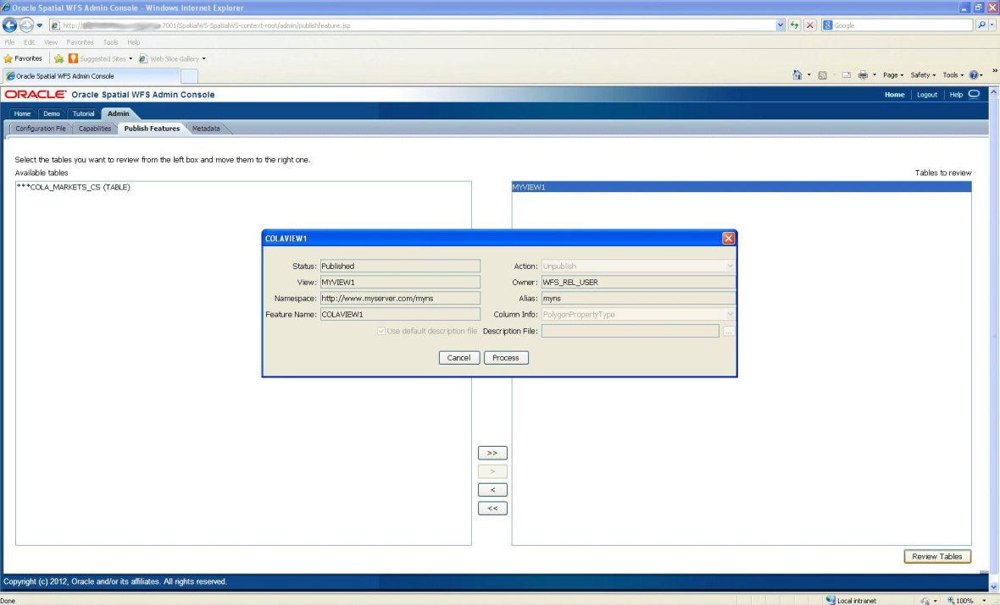 Oracle Spatial WFS Admin Console - Windows Internet Explorer
http:// 7001/SpatialWS-SpatialWS-context-root/admin/publishfeature.jsp Google
File Edit View Favorites Tools Help
Favorites Suggested Sites Web Slice Gallery
Oracle Spatial WFS Admin Console Page Safety Tools
ORACLE Oracle Spatial WFS Admin Console Home Logout Help
Home Demo Tutorial Admin
Configuration File Capabilities Publish Features Metadata
Select the tables you want to review from the left box and move them to the right one.
Available tables Tables to review
***COLA_MARKETS_CS (TABLE) MYVIEW1
COLAVIEW1
Status: Published Action: Unpublish
View: MYVIEW1 Owner: WFS_REL_USER
Namespace: http://www.myserver.com/myns Alias: myns
Feature Name: COLAVIEW1 Column Info: PolygonPropertyType
Use default description file Description File: ...
Cancel Process
>>
>
<
<<
Review Tables
Copyright (c) 2012, Oracle and/or its affiliates. All rights reserved.
Done Local intranet 100%